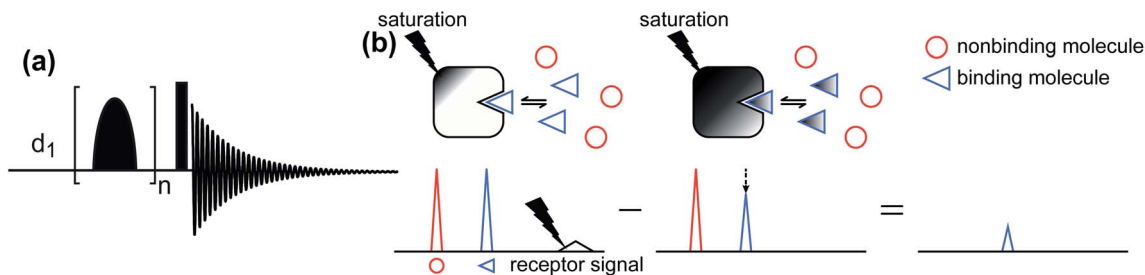 (a)
d1
n
(b)
saturation
saturation
nonbinding molecule
binding molecule
receptor signal